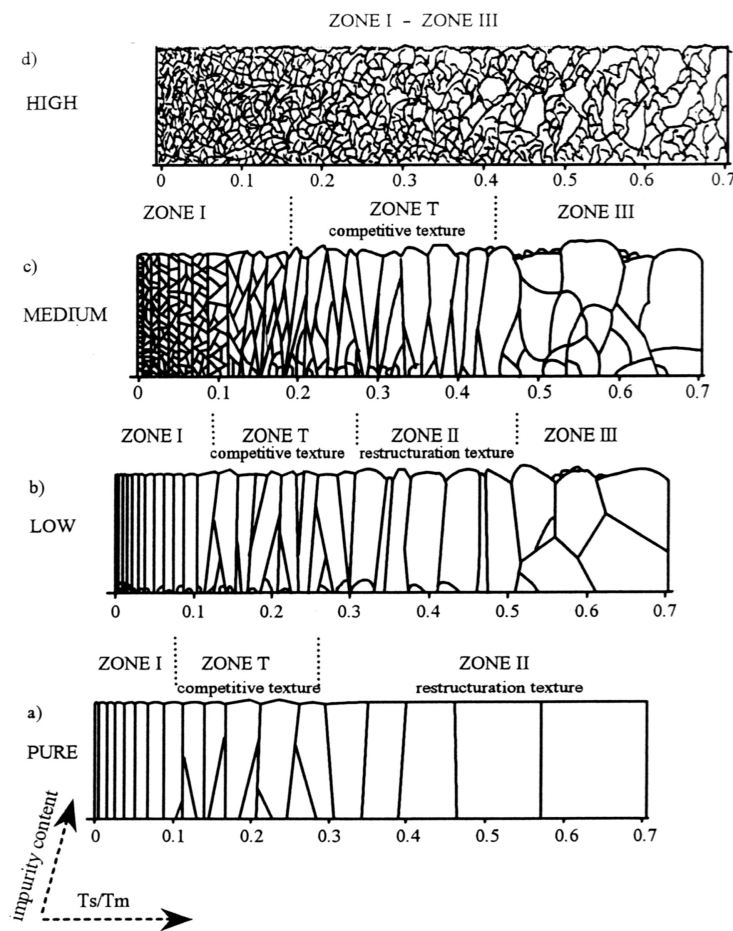 ZONE I - ZONE III
d)
HIGH
0 0.1 0.2 0.3 0.4 0.5 0.6 0.7
ZONE I ZONE T ZONE III
competitive texture
c)
MEDIUM
0 0.1 0.2 0.3 0.4 0.5 0.6 0.7
ZONE I ZONE T ZONE II ZONE III
competitive texture restructuration texture
b)
LOW
0 0.1 0.2 0.3 0.4 0.5 0.6 0.7
ZONE I ZONE T ZONE II
competitive texture restructuration texture
a)
PURE
0 0.1 0.2 0.3 0.4 0.5 0.6 0.7
impurity content
Ts/Tm